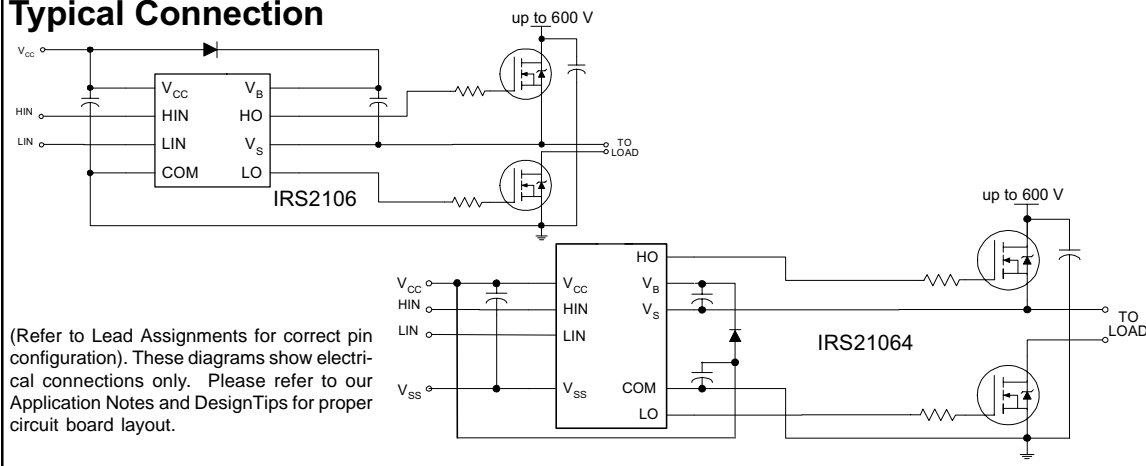 Typical Connection
up to 600 V
VCC
VCC
VB
HIN
HIN
HO
LIN
LIN
VS
TO
LOAD
COM
LO
IRS2106
up to 600 V
HO
VCC
VCC
VB
HIN
HIN
VS
LIN
LIN
IRS21064
TO
LOAD
VSS
VSS
COM
LO
(Refer to Lead Assignments for correct pin
configuration). These diagrams show electri-
cal connections only. Please refer to our
Application Notes and DesignTips for proper
circuit board layout.